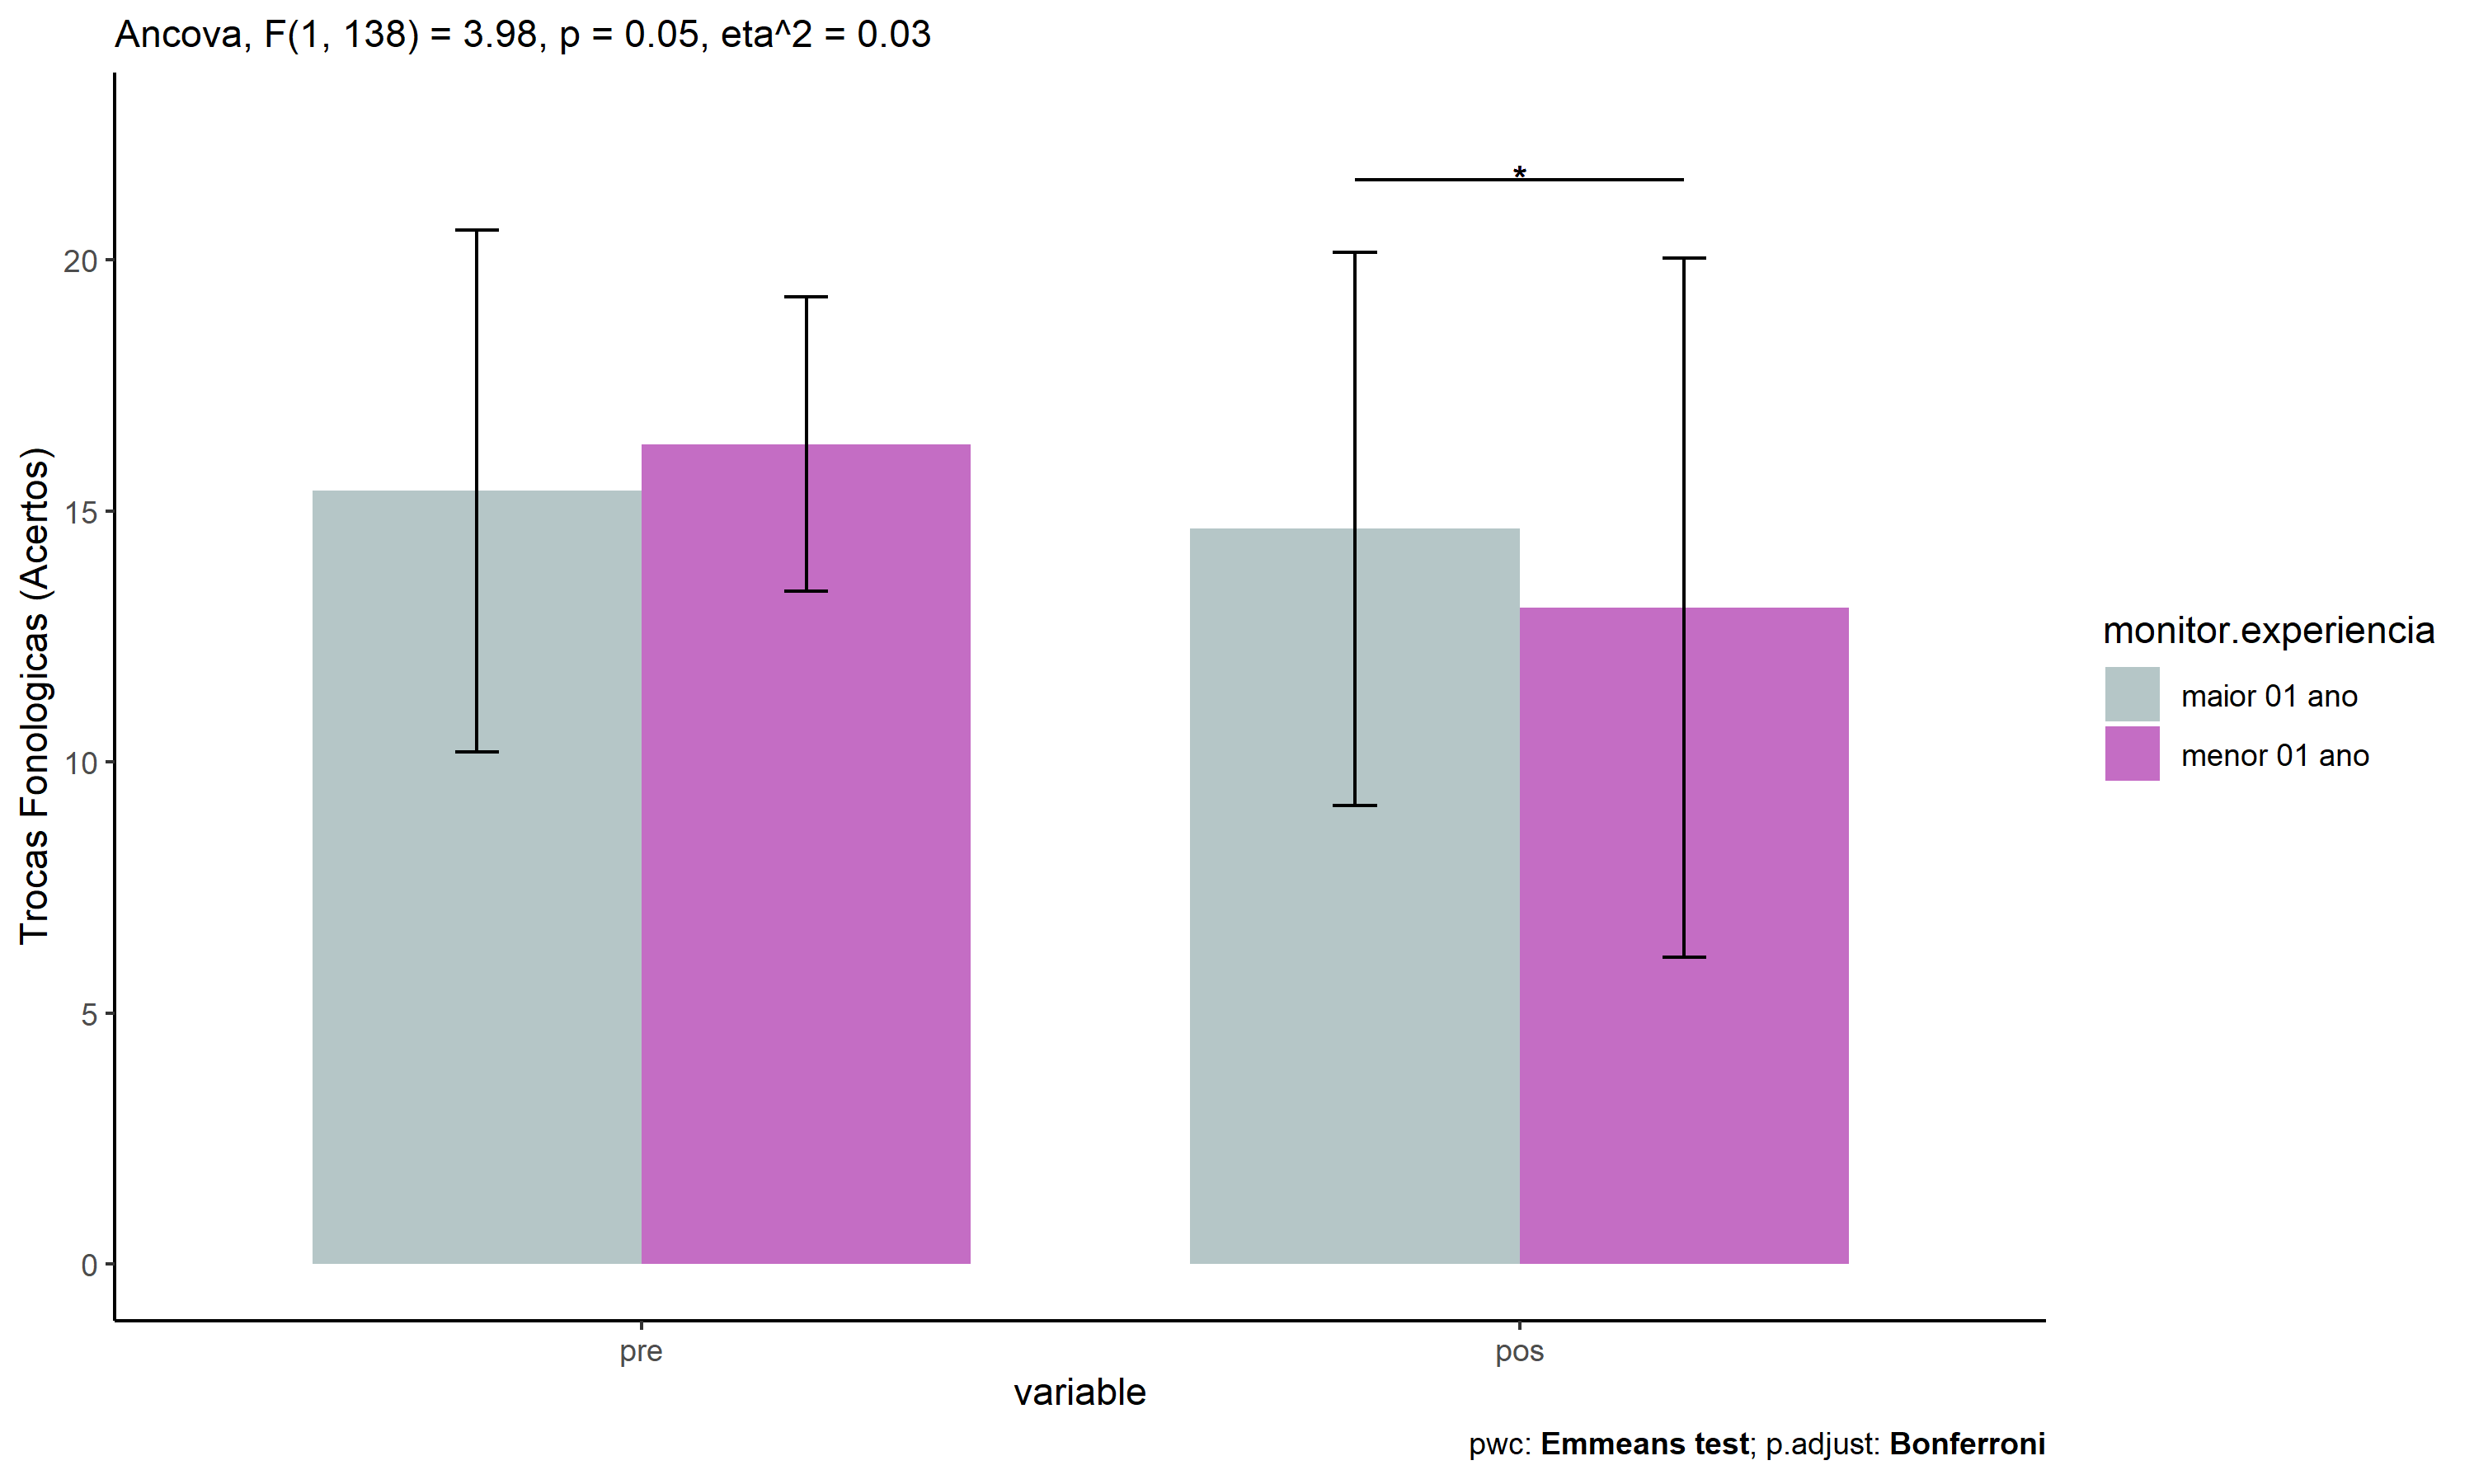 Ancova, F(1, 138) = 3.98, p = 0.05, eta^2 = 0.03
Trocas Fonologicas (Acertos)
20
15
10
5
0
*
pre
pos
variable
monitor.experiencia
maior 01 ano
menor 01 ano
pwc: Emmeans test; p.adjust: Bonferroni